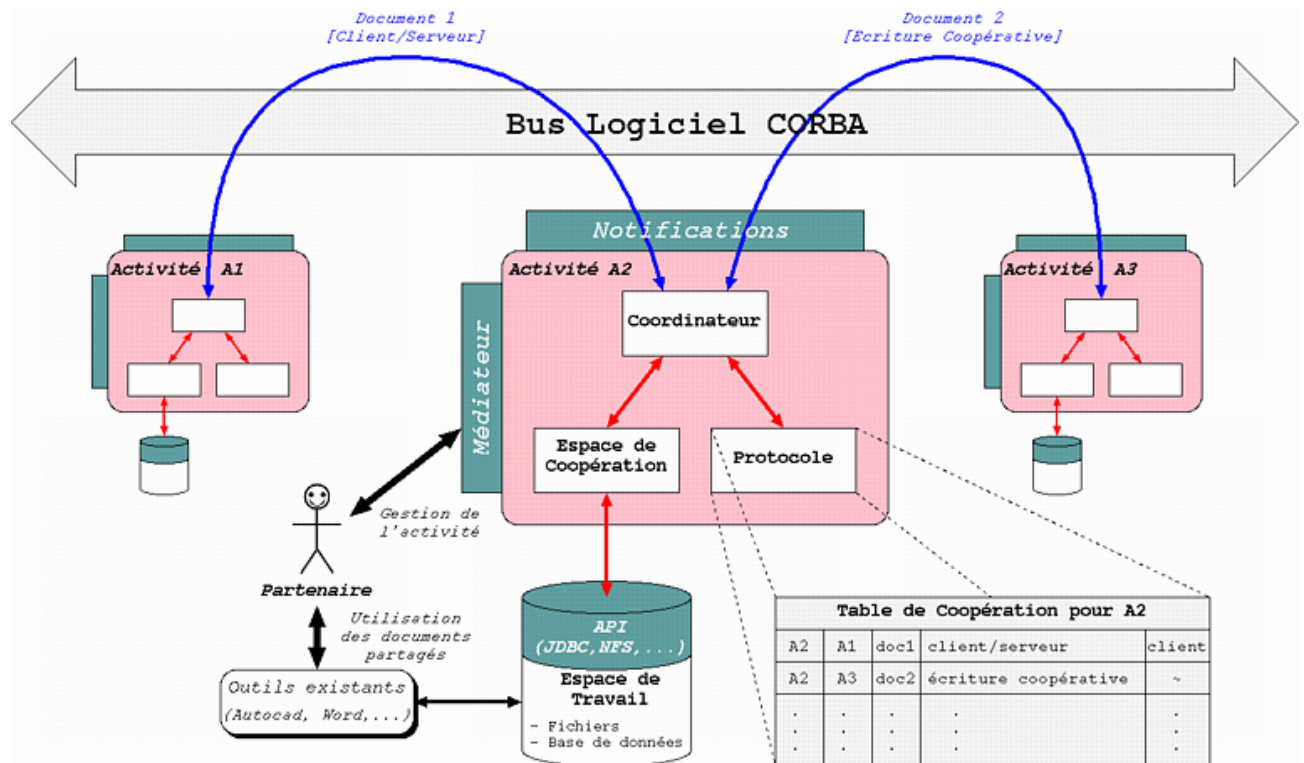 Document 1
[Client/Serveur]
Document 2
[Ecriture Coopérative]
Bus Logiciel CORBA
Notifications
Activité A1
Activité A2
Activité A3
Médiateur
Coordinateur
Espace de
Coopération
Protocole
Gestion de
l'activité
Partenaire
Utilisation
des documents
partagés
Outils existants
(Autocad, Word,...)
API
(JDBC,NFS,...)
Espace de
Travail
- Fichiers
- Base de données
Table de Coopération pour A2
A2 A1 doc1 client/serveur client
A2 A3 doc2 écriture coopérative ~
. . . . .
. . . . .
. . . . .